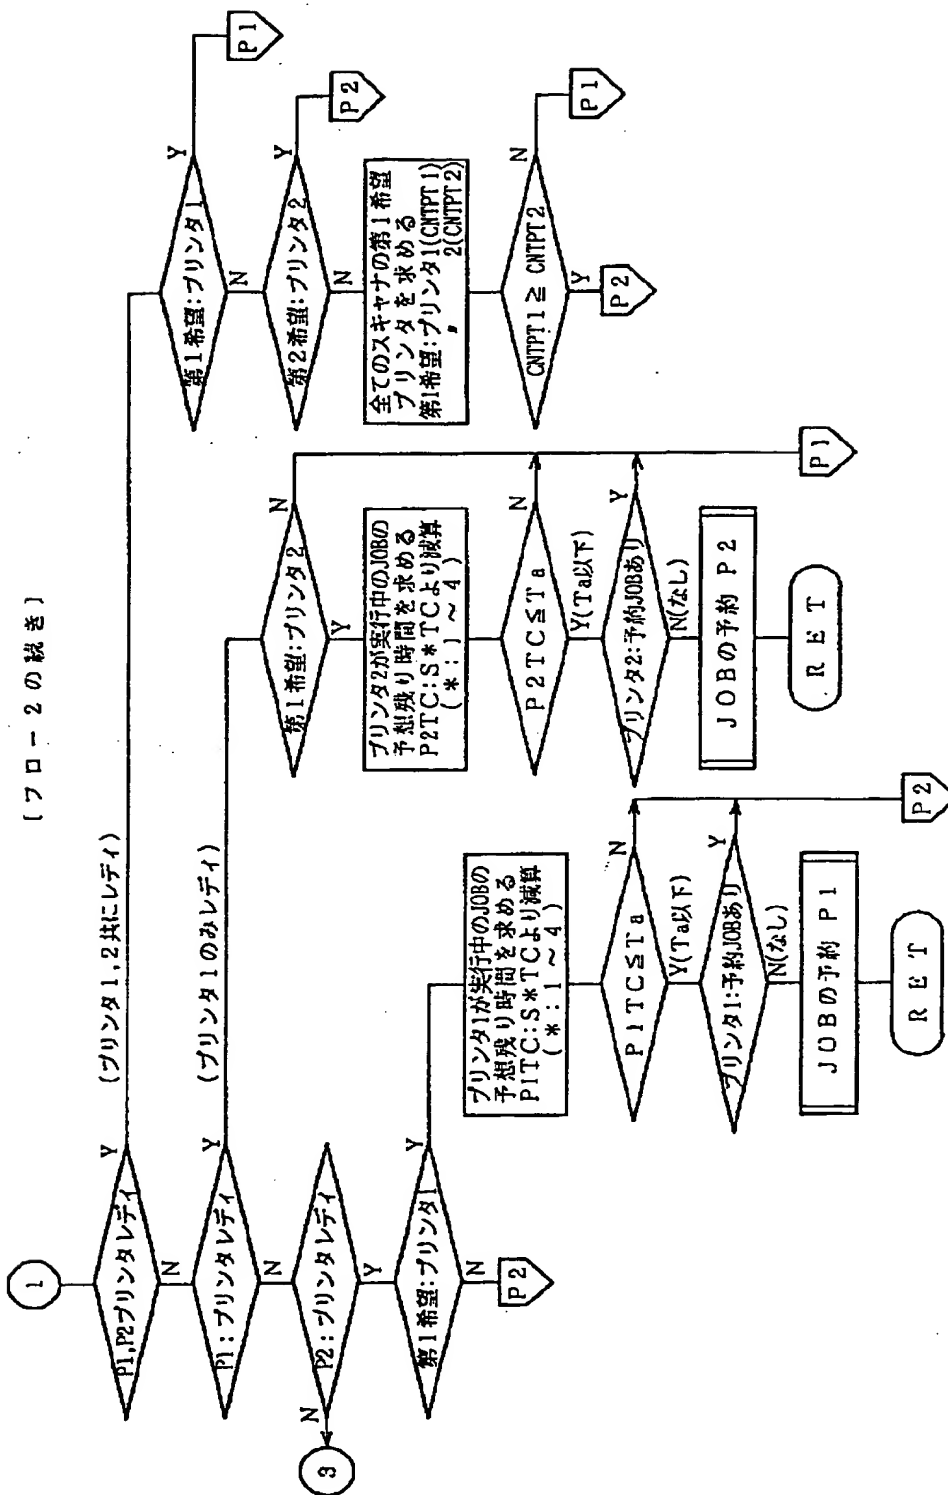 〔フロー2の続き〕
1
P1,P2プリンタレディ
Y
(プリンタ1,2共にレディ)
N
P1:プリンタレディ
Y
(プリンタ1のみレディ)
N
P2:プリンタレディ
N
3
Y
第1希望:プリンタ1
Y
N
P2
プリンタ1が実行中のJOBの
予想残り時間を求める
P1TC:S*TCより減算
(*:1~4)
P1TC≦Ta
N
Y(Ta以下)
プリンタ1:予約JOBあり
Y
N(なし)
JOBの予約 P1
RET
P2
第1希望:プリンタ2
N
Y
プリンタ2が実行中のJOBの
予想残り時間を求める
P2TC:S*TCより減算
(*:1~4)
P2TC≦Ta
N
Y(Ta以下)
プリンタ2:予約JOBあり
Y
N(なし)
JOBの予約 P2
RET
P1
第1希望:プリンタ1
Y
P1
N
第2希望:プリンタ2
Y
P2
N
全てのスキャナの第1希望
プリンタを求める
第1希望:プリンタ1(CNTPT1)
〃 2(CNTPT2)
CNTPT1≧CNTPT2
N
P1
Y
P2